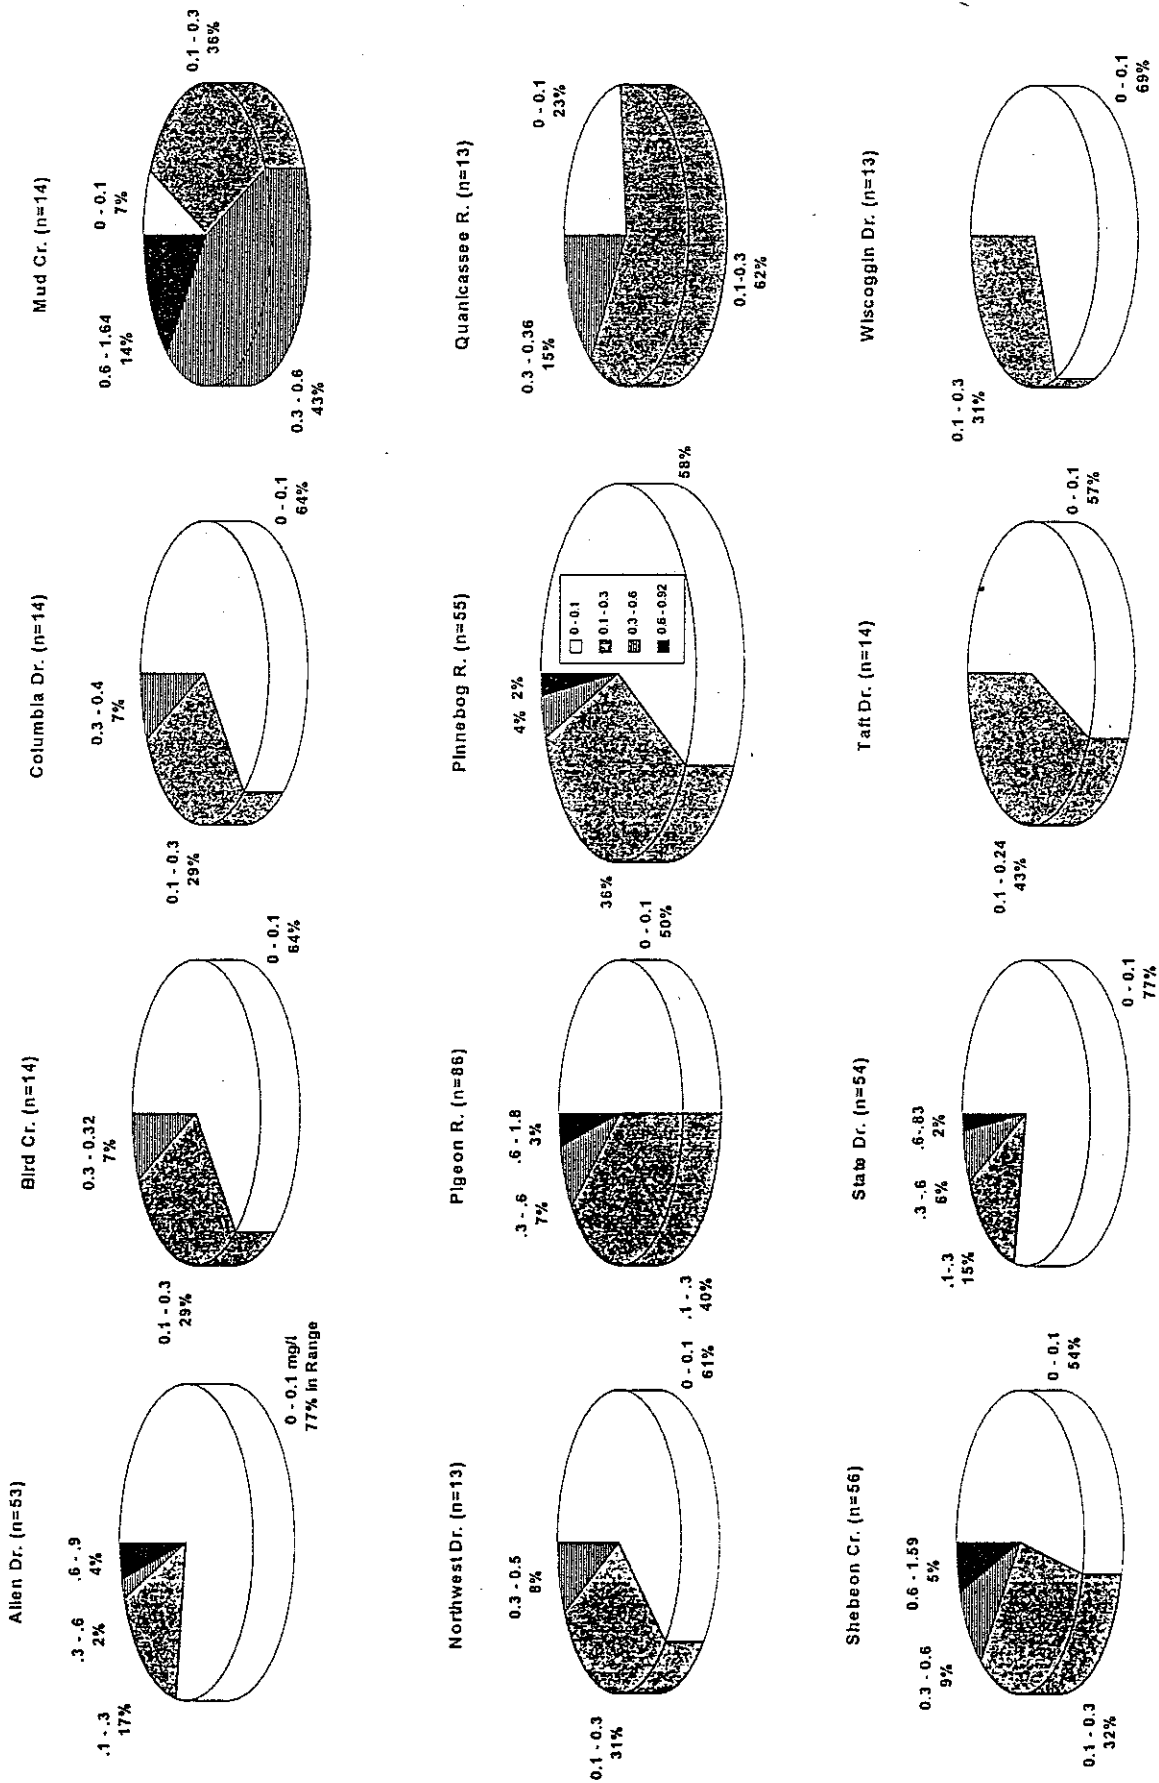 Allen Dr. (n=53)
.1 - .3
17%
.3 - .6
2%
.6 - .9
4%
0 - 0.1 mg/l
77% in Range
Bird Cr. (n=14)
0.1 - 0.3
29%
0.3 - 0.32
7%
0 - 0.1
64%
Columbia Dr. (n=14)
0.1 - 0.3
29%
0.3 - 0.4
7%
0 - 0.1
64%
Mud Cr. (n=14)
0.6 - 1.64
14%
0 - 0.1
7%
0.1 - 0.3
36%
0.3 - 0.6
43%
Northwest Dr. (n=13)
0.1 - 0.3
31%
0.3 - 0.5
8%
0 - 0.1
61%
Pigeon R. (n=86)
.1 - .3
40%
.3 - .6
7%
.6 - 1.8
3%
0 - 0.1
50%
Pinnebog R. (n=55)
36%
4%
2%
58%
0 - 0.1
0.1 - 0.3
0.3 - 0.6
0.6 - 0.92
Quanicassee R. (n=13)
0.3 - 0.36
15%
0 - 0.1
23%
0.1 - 0.3
62%
Shebeon Cr. (n=56)
0.1 - 0.3
32%
0.3 - 0.6
9%
0.6 - 1.59
5%
0 - 0.1
54%
State Dr. (n=54)
.1 - .3
15%
.3 - .6
6%
.6 - .83
2%
0 - 0.1
77%
Taft Dr. (n=14)
0.1 - 0.24
43%
0 - 0.1
57%
Wiscoggin Dr. (n=13)
0.1 - 0.3
31%
0 - 0.1
69%